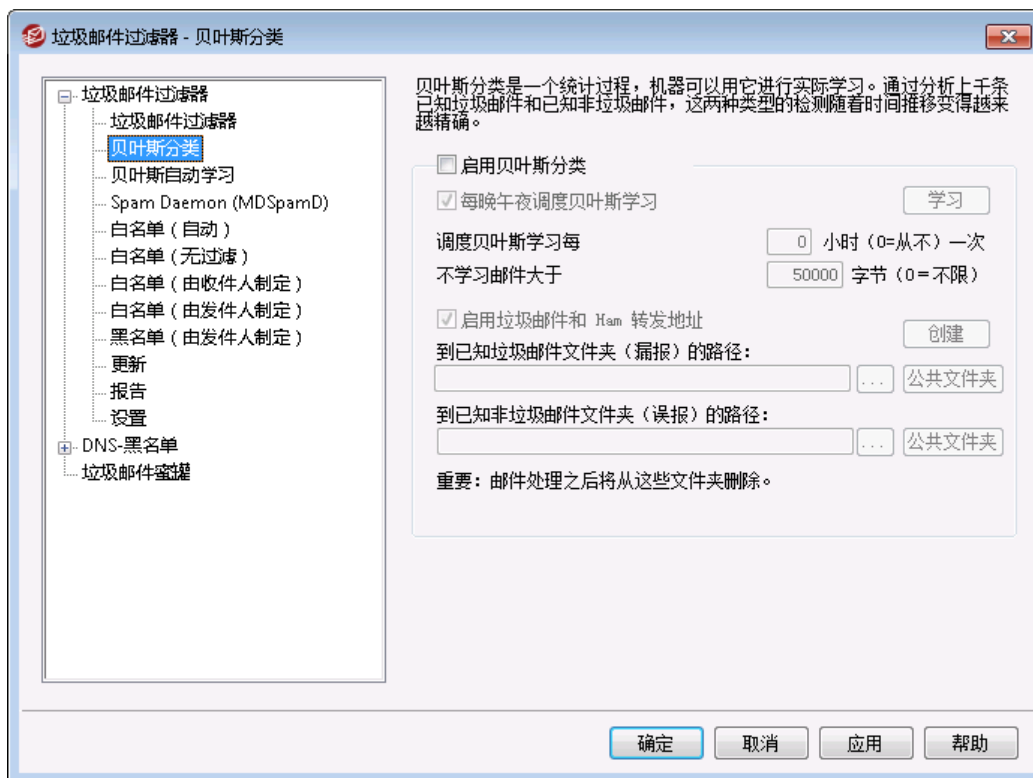 垃圾邮件过滤器 - 贝叶斯分类
垃圾邮件过滤器
垃圾邮件过滤器
贝叶斯分类
贝叶斯自动学习
Spam Daemon (MDSpamD)
白名单 ( 自动 )
白名单 ( 无过滤 )
白名单 ( 由收件人制定 )
白名单 ( 由发件人制定 )
黑名单 ( 由发件人制定 )
更新
报告
设置
DNS-黑名单
垃圾邮件蜜罐
贝叶斯分类是一个统计过程，机器可以用它进行实际学习。通过分析上千条
已知垃圾邮件和已知非垃圾邮件，这两种类型的检测随着时间推移变得越来
越精确。
启用贝叶斯分类
每晚午夜调度贝叶斯学习 学习
调度贝叶斯学习每 0 小时（0=从不）一次
不学习邮件大于 50000 字节（0＝不限）
启用垃圾邮件和 Ham 转发地址 创建
到已知垃圾邮件文件夹（漏报）的路径：
... 公共文件夹
到已知非垃圾邮件文件夹（误报）的路径：
... 公共文件夹
重要：邮件处理之后将从这些文件夹删除。
确定 取消 应用 帮助